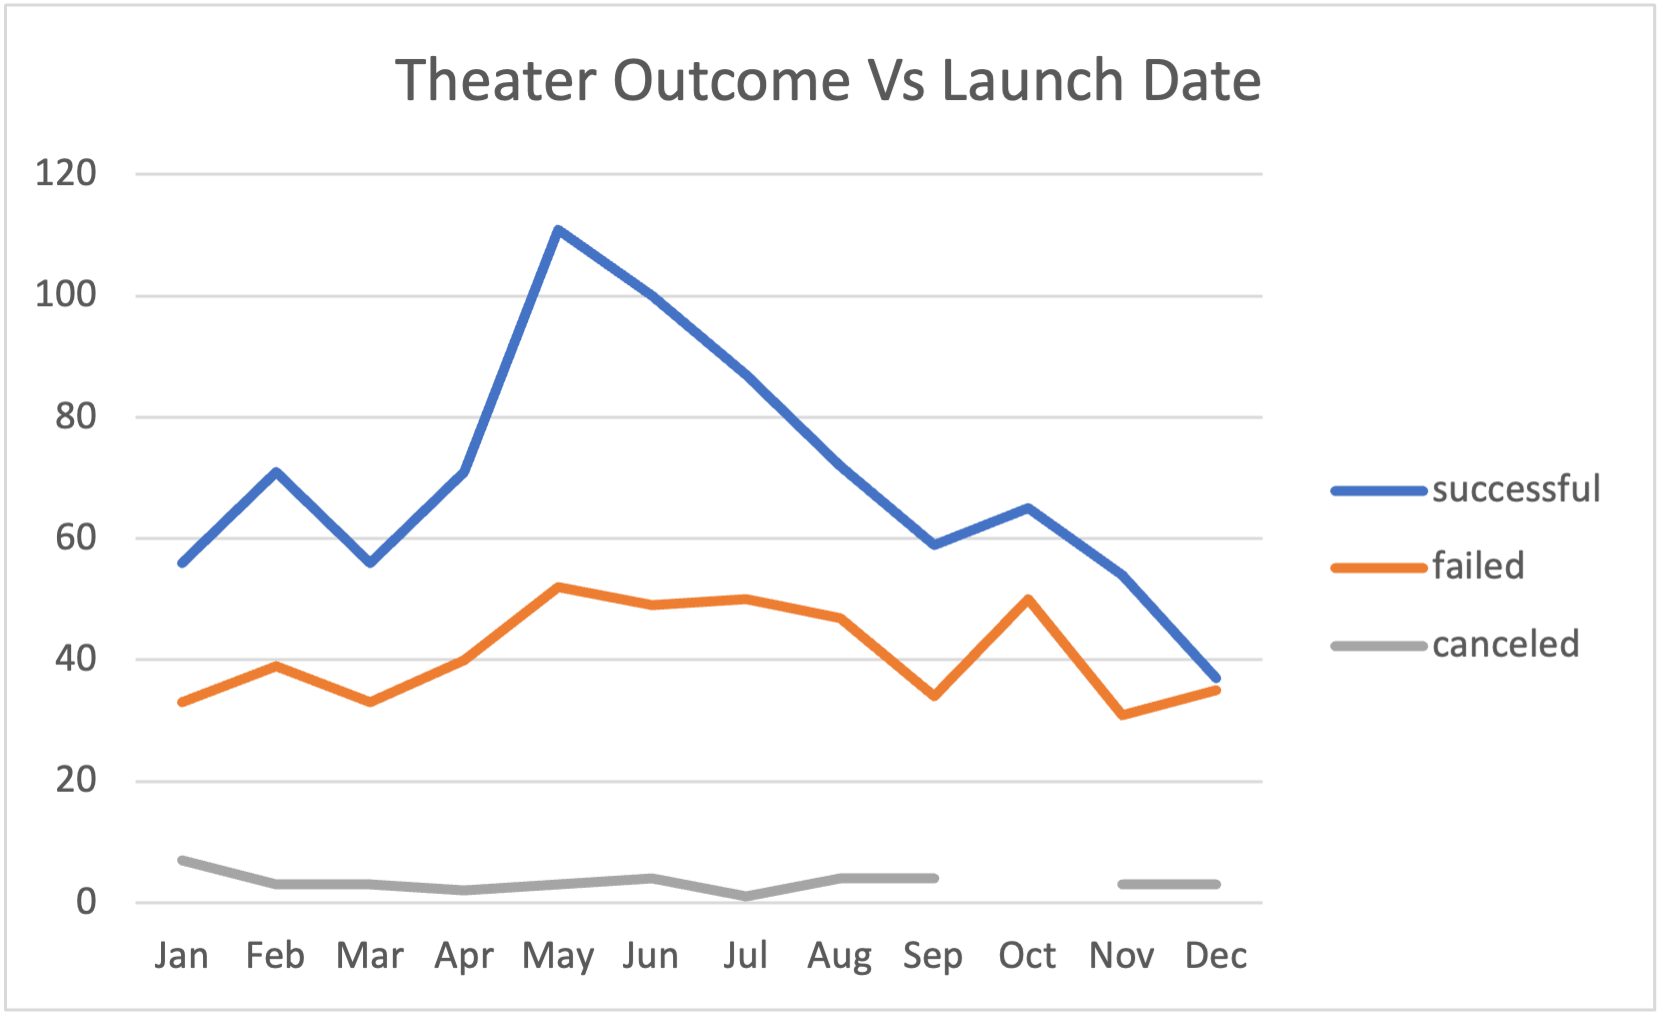 Theater Outcome Vs Launch Date
120
100
80
60
40
20
0
Jan Feb Mar Apr May Jun Jul Aug Sep Oct Nov Dec
successful
failed
canceled